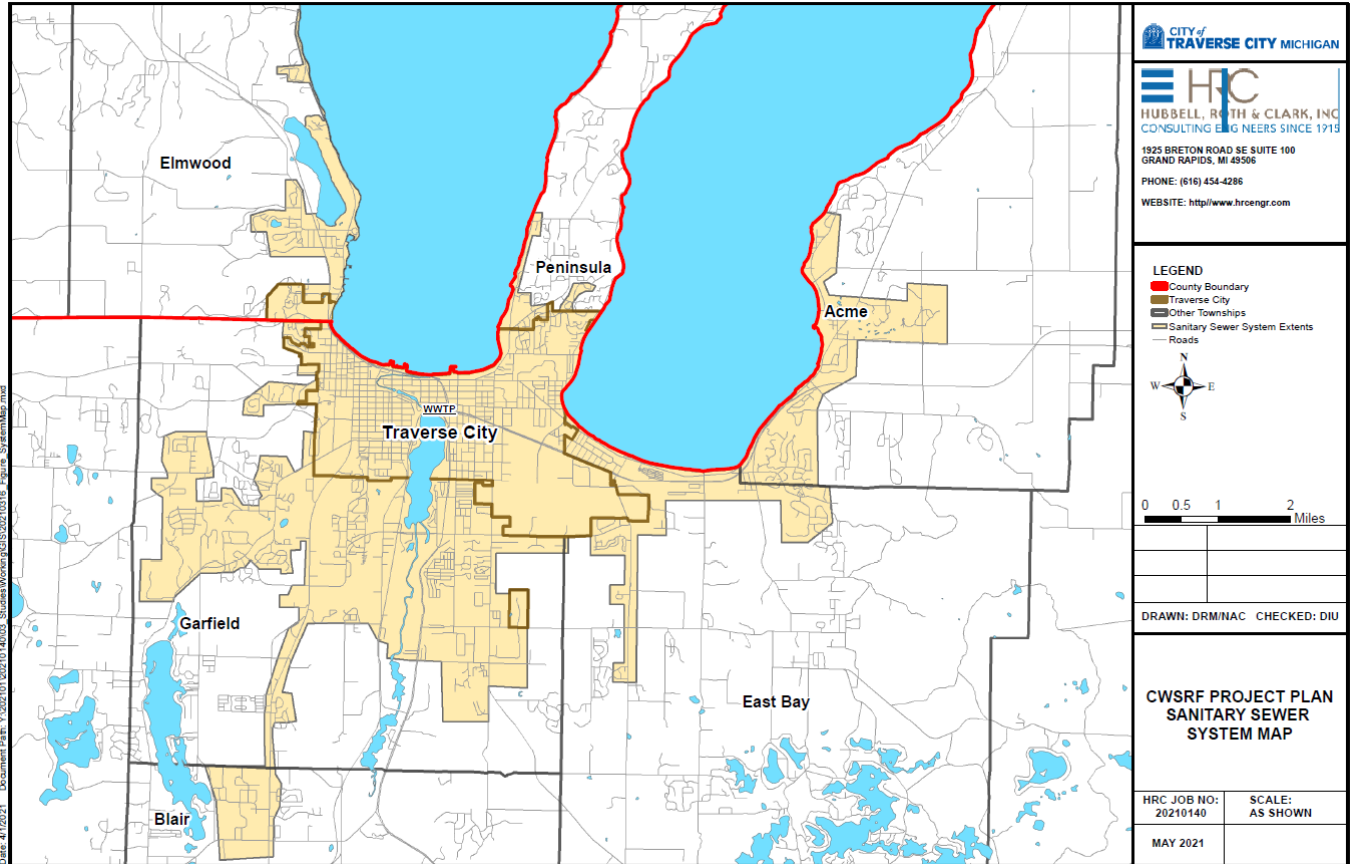 Elmwood
Peninsula
Acme
WWTP
Traverse City
Garfield
East Bay
Blair
CITY of
TRAVERSE CITY MICHIGAN
HRC
HUBBELL, ROTH & CLARK, INC
CONSULTING ENG NEERS SINCE 1915
1925 BRETON ROAD SE SUITE 100
GRAND RAPIDS, MI 49506
PHONE: (616) 454-4286
WEBSITE: http//www.hrcengr.com
LEGEND
County Boundary
Traverse City
Other Townships
Sanitary Sewer System Extents
Roads
N
W E
S
0 0.5 1 2
Miles
DRAWN: DRM/NAC CHECKED: DIU
CWSRF PROJECT PLAN
SANITARY SEWER
SYSTEM MAP
HRC JOB NO: SCALE:
20210140 AS SHOWN
MAY 2021
Date: 4/1/2021 Document Path: